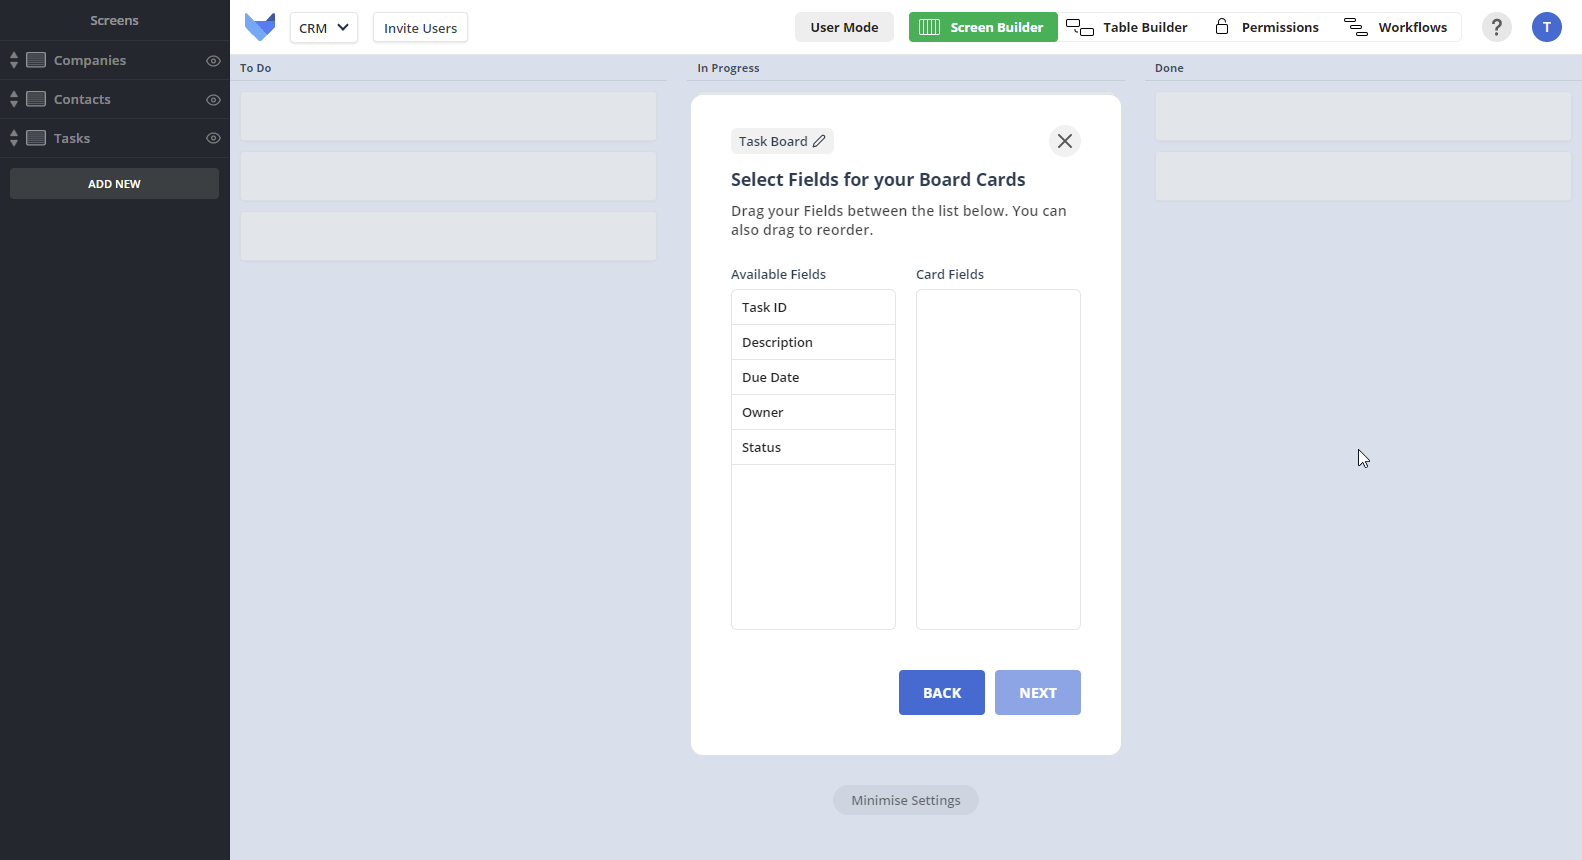 Screens
Companies
Contacts
Tasks
ADD NEW
CRM
Invite Users
User Mode
Screen Builder
Table Builder
Permissions
Workflows
?
T
To Do
In Progress
Done
Task Board
Select Fields for your Board Cards
Drag your Fields between the list below. You can
also drag to reorder.
Available Fields
Card Fields
Task ID
Description
Due Date
Owner
Status
BACK
NEXT
Minimise Settings